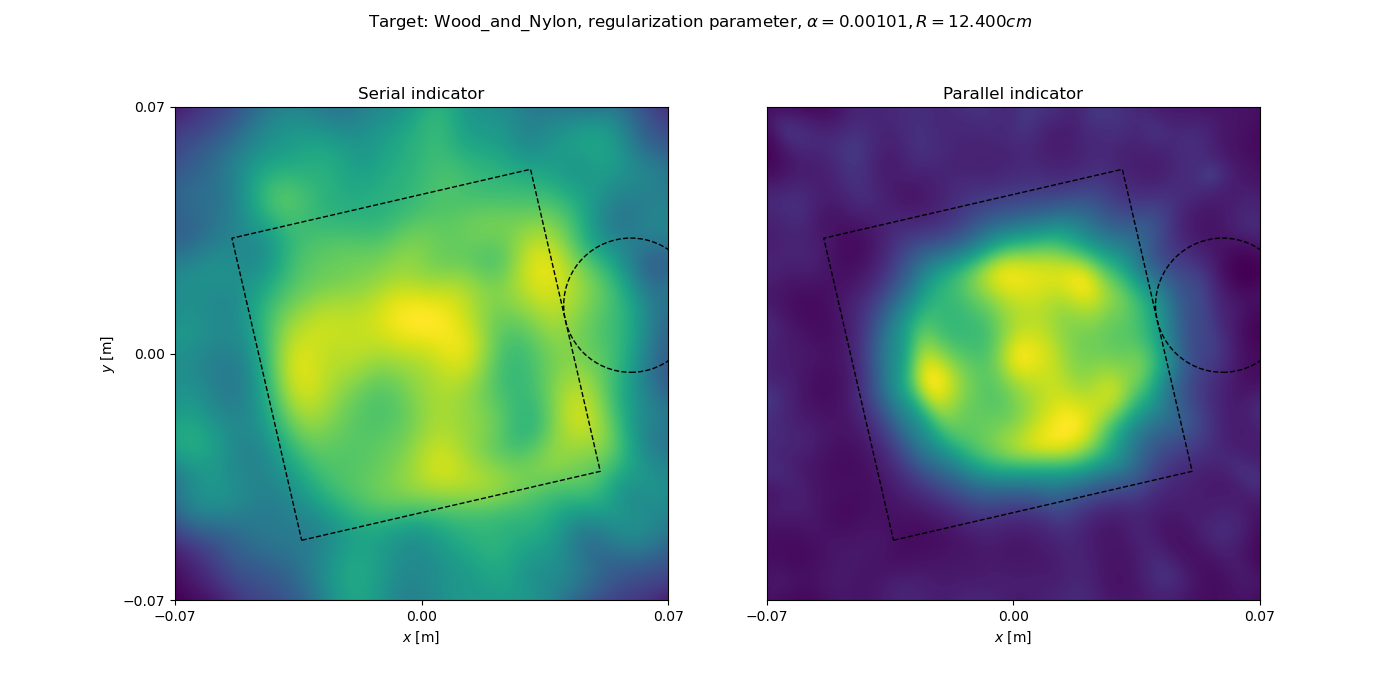 Target: Wood_and_Nylon, regularization parameter, α = 0.00101, R = 12.400cm
Serial indicator
Parallel indicator
0.07
0.00
−0.07
y [m]
−0.07
0.00
0.07
x [m]
−0.07
0.00
0.07
x [m]